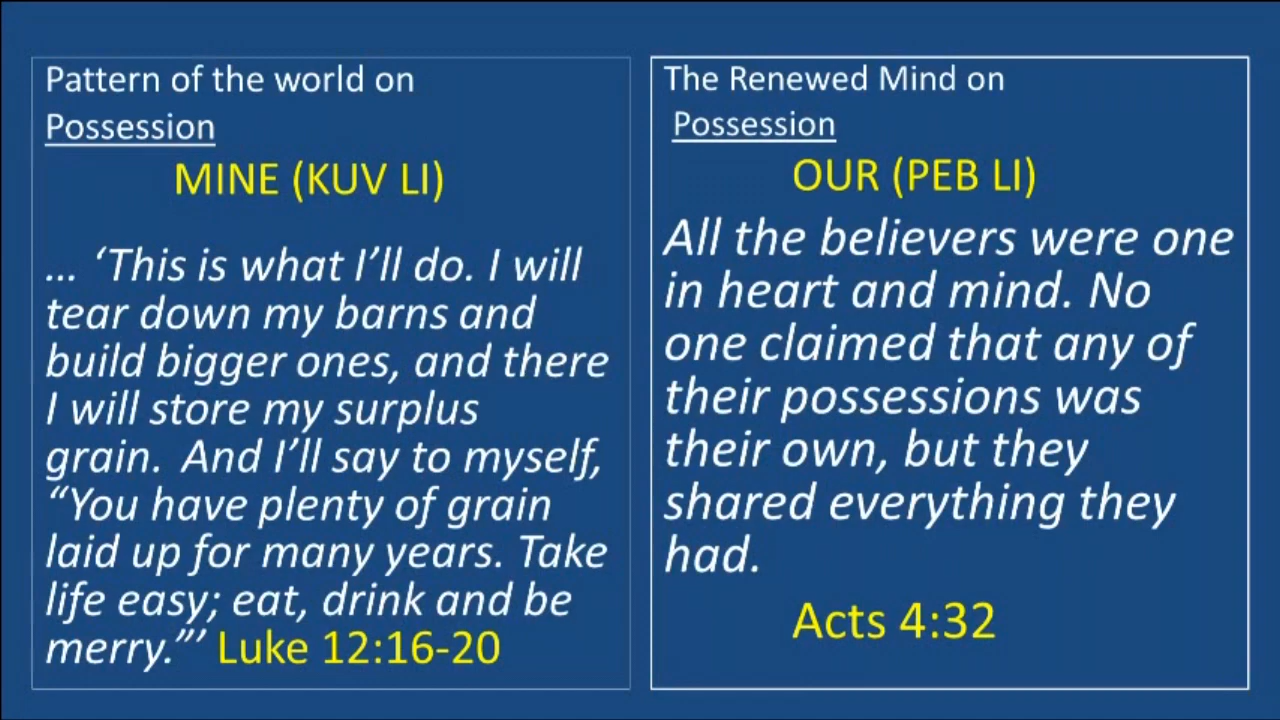 Pattern of the world on
Possession
MINE (KUV LI)
… ‘This is what I’ll do. I will
tear down my barns and
build bigger ones, and there
I will store my surplus
grain.  And I’ll say to myself,
“You have plenty of grain
laid up for many years. Take
life easy; eat, drink and be
merry.”’ Luke 12:16-20
The Renewed Mind on
Possession
OUR (PEB LI)
All the believers were one
in heart and mind. No
one claimed that any of
their possessions was
their own, but they
shared everything they
had.
Acts 4:32